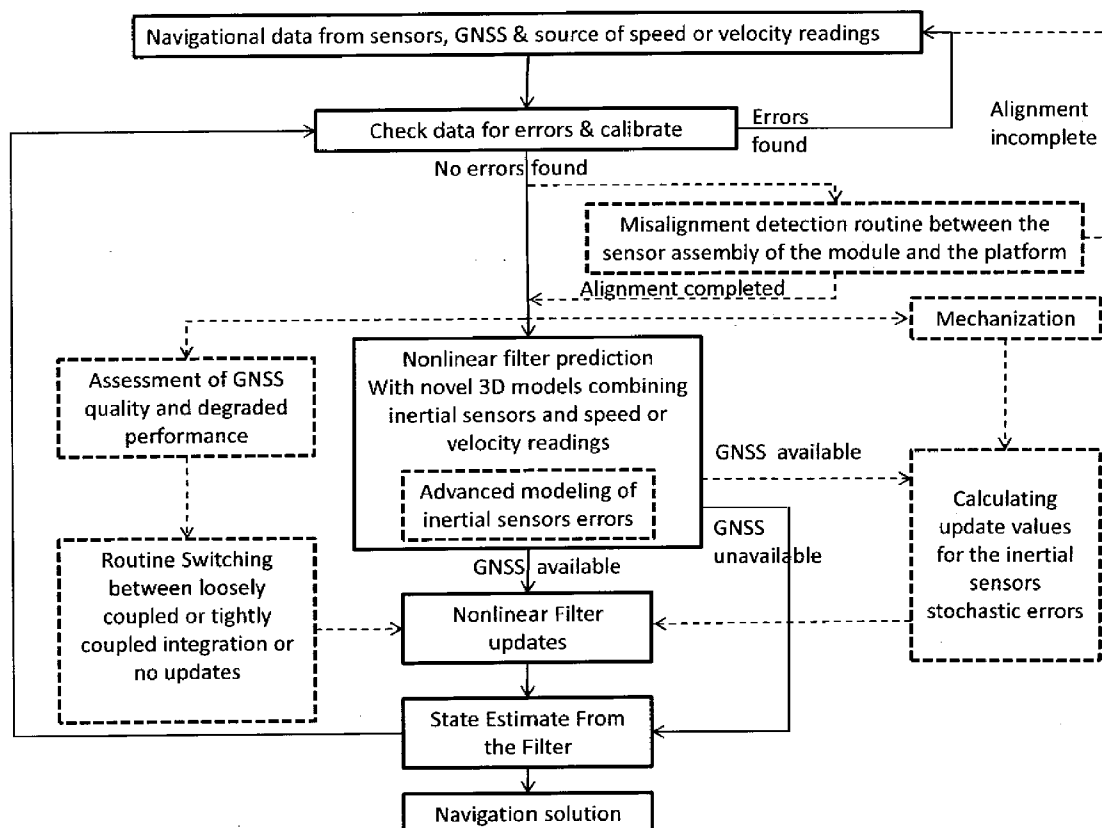 Navigational data from sensors, GNSS & source of speed or velocity readings
Check data for errors & calibrate
Errors
found
Alignment
incomplete
No errors found
Misalignment detection routine between the
sensor assembly of the module and the platform
Alignment completed
Mechanization
Assessment of GNSS
quality and degraded
performance
Nonlinear filter prediction
With novel 3D models combining
inertial sensors and speed or
velocity readings
Advanced modeling of
inertial sensors errors
GNSS available
GNSS
unavailable
Calculating
update values
for the inertial
sensors
stochastic errors
Routine Switching
between loosely
coupled or tightly
coupled integration or
no updates
GNSS available
Nonlinear Filter
updates
State Estimate From
the Filter
Navigation solution